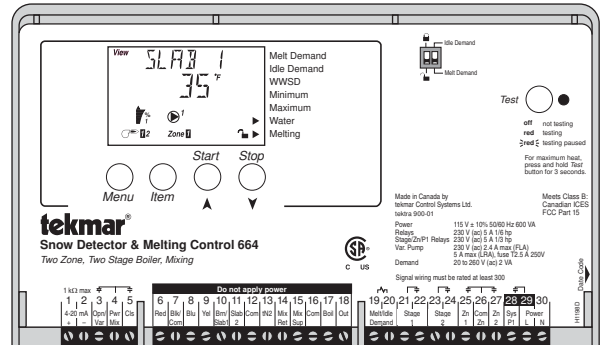 View
SLAB 1
35 °F
% 1
1
1 2
Zone 1
Melt Demand
Idle Demand
WWSD
Minimum
Maximum
Water
Melting
Menu
Item
Start
Stop
Idle Demand
Melt Demand
Test
off not testing
red testing
red testing paused
For maximum heat,
press and hold Test
button for 3 seconds.
tekmar®
Snow Detector & Melting Control 664
Two Zone, Two Stage Boiler, Mixing
SA®
C US
Made in Canada by
tekmar Control Systems Ltd.
tektra 900-01
Power 115 V ± 10% 50/60 Hz 600 VA
Relays 230 V (ac) 5 A 1/6 hp
Stage/Zn/P1 Relays 230 V (ac) 5 A 1/3 hp
Var. Pump 230 V (ac) 2.4 A max (FLA)
5 A max (LRA), fuse T2.5 A 250V
Demand 20 to 260 V (ac) 2 VA
Signal wiring must be rated at least 300
Meets Class B:
Canadian ICES
FCC Part 15
Date Code
H1198D
1 kΩ max
Do not apply power
1 2 3 4 5 6 7 8 9 10 11 12 13 14 15 16 17 18 19 20 21 22 23 24 25 26 27 28 29 30
4-20 mA Opn/ Pwr Cls Red Blk/ Blu Yel Brn/ Slab Com tN2 Mix Mix Com Boil Out Melt/Idle Stage Stage Zn Com Zn Sys Power
+ – Var Mix Com Slab1 2 Ret Sup Demand 1 2 1 Zn 2 P1 L N